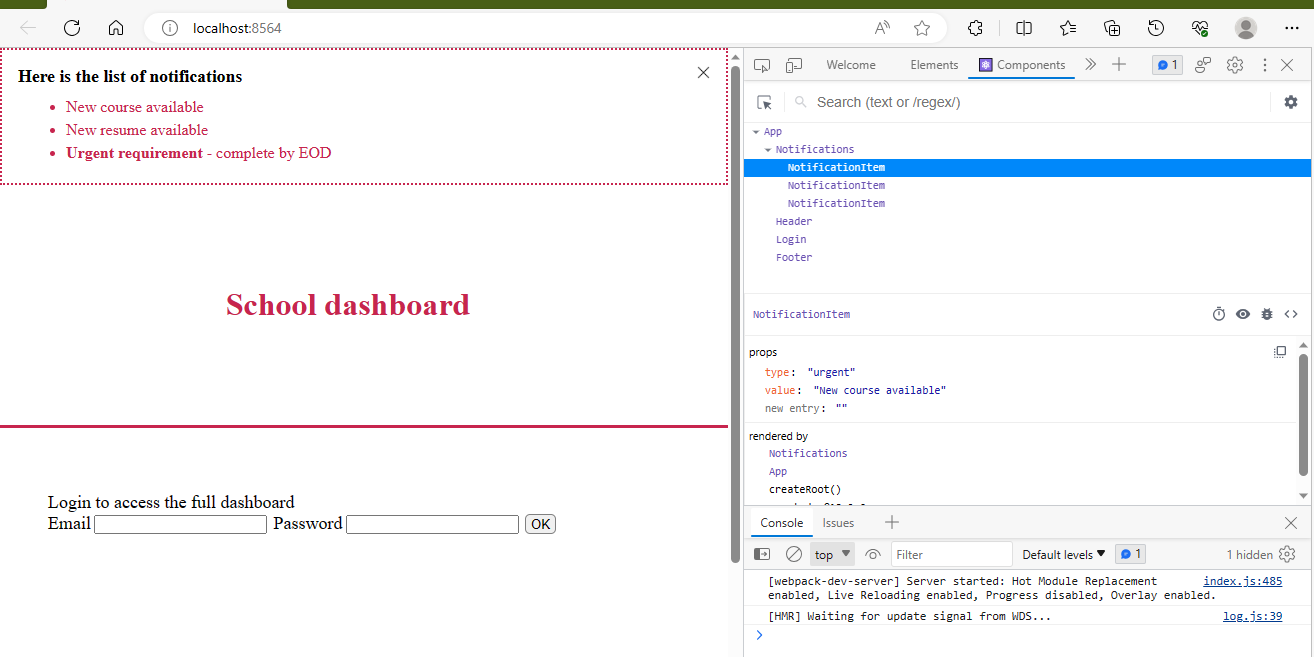 localhost:8564
Here is the list of notifications
New course available
New resume available
Urgent requirement - complete by EOD
School dashboard
Login to access the full dashboard
Email Password OK
Welcome Elements Components 1
Search (text or /regex/)
App
Notifications
NotificationItem
NotificationItem
NotificationItem
Header
Login
Footer
NotificationItem
props
type: "urgent"
value: "New course available"
new entry: ""
rendered by
Notifications
App
createRoot()
Console Issues
top Filter Default levels 1 1 hidden
[webpack-dev-server] Server started: Hot Module Replacement index.js:485
enabled, Live Reloading enabled, Progress disabled, Overlay enabled.
[HMR] Waiting for update signal from WDS... log.js:39